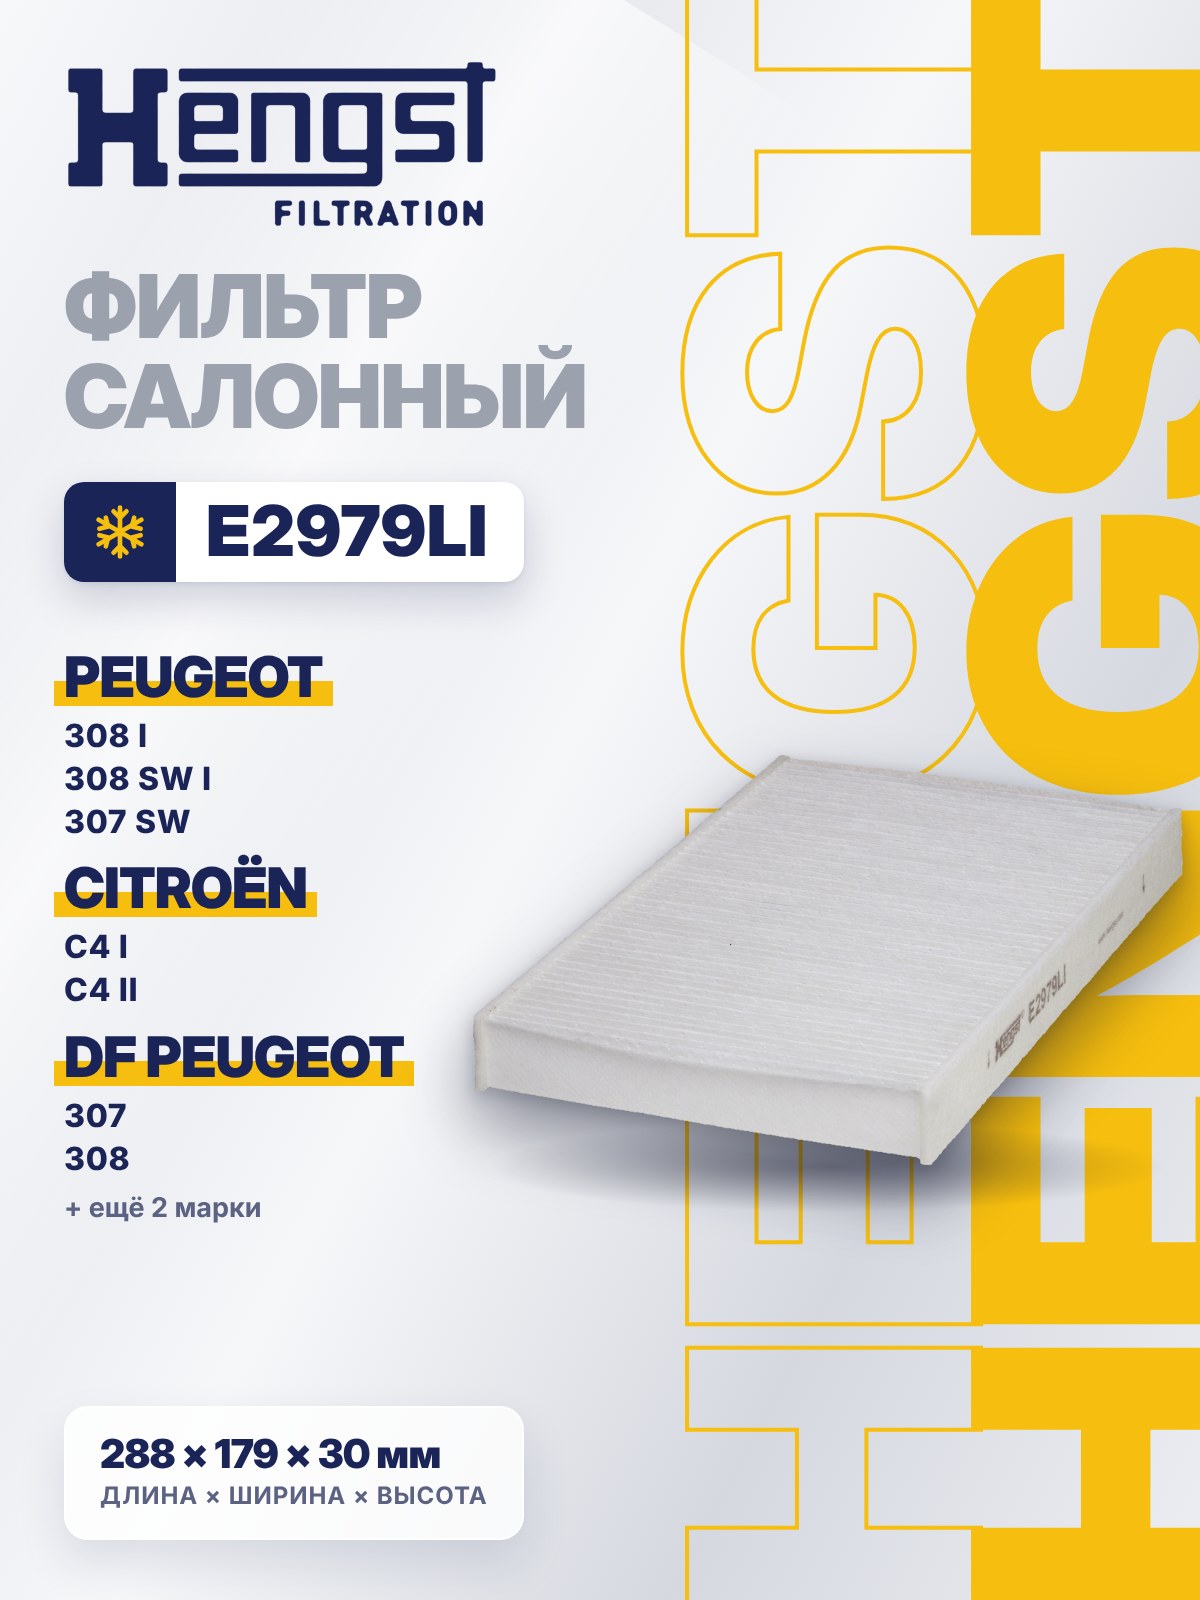 Hengst
FILTRATION
ФИЛЬТР
САЛОННЫЙ
E2979LI
PEUGEOT
308 I
308 SW I
307 SW
CITROËN
C4 I
C4 II
DF PEUGEOT
307
308
+ ещё 2 марки
288 × 179 × 30 мм
ДЛИНА × ШИРИНА × ВЫСОТА
HENGST
HENGST
Hengst E2979LI